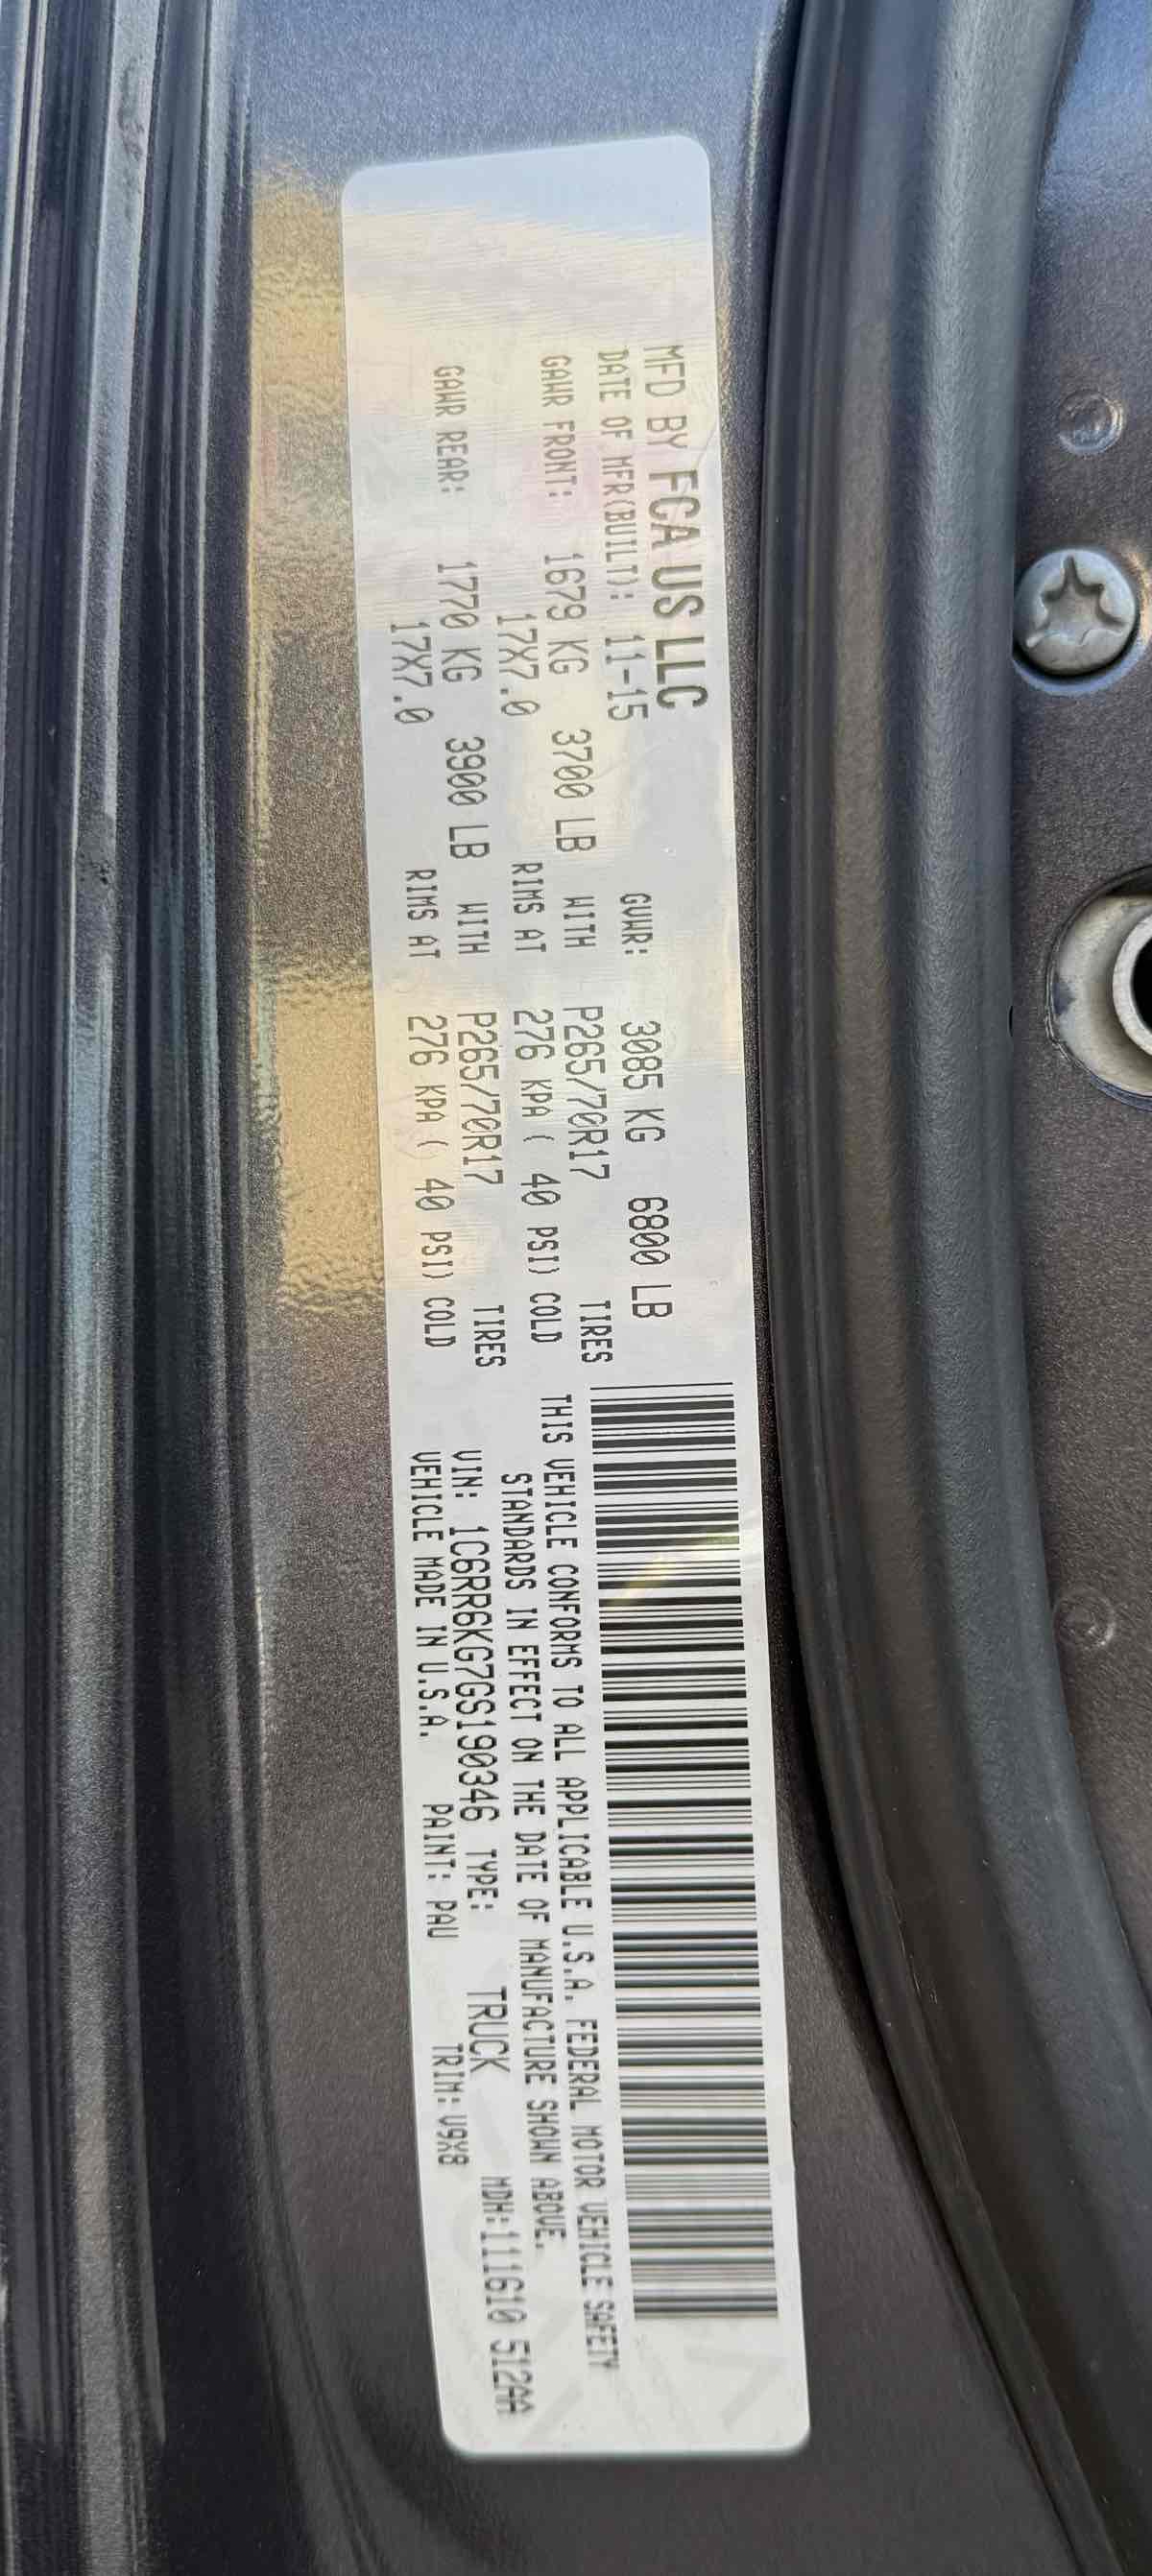 MFD BY FCA US LLC
DATE OF MFR(BUILT): 11-15 GVWR: 3085 KG 6800 LB
GAWR FRONT: 1679 KG 3700 LB WITH P265/70R17 TIRES
17X7.0 RIMS AT 276 KPA ( 40 PSI) COLD
GAWR REAR: 1770 KG 3900 LB WITH P265/70R17 TIRES
17X7.0 RIMS AT 276 KPA ( 40 PSI) COLD
THIS VEHICLE CONFORMS TO ALL APPLICABLE U.S.A. FEDERAL MOTOR VEHICLE SAFETY
STANDARDS IN EFFECT ON THE DATE OF MANUFACTURE SHOWN ABOVE.
VIN: 1C6RR6KG7GS190346 TYPE: TRUCK MDH:111610 512AA
VEHICLE MADE IN U.S.A. PAINT: PAU TRIM: V9X8